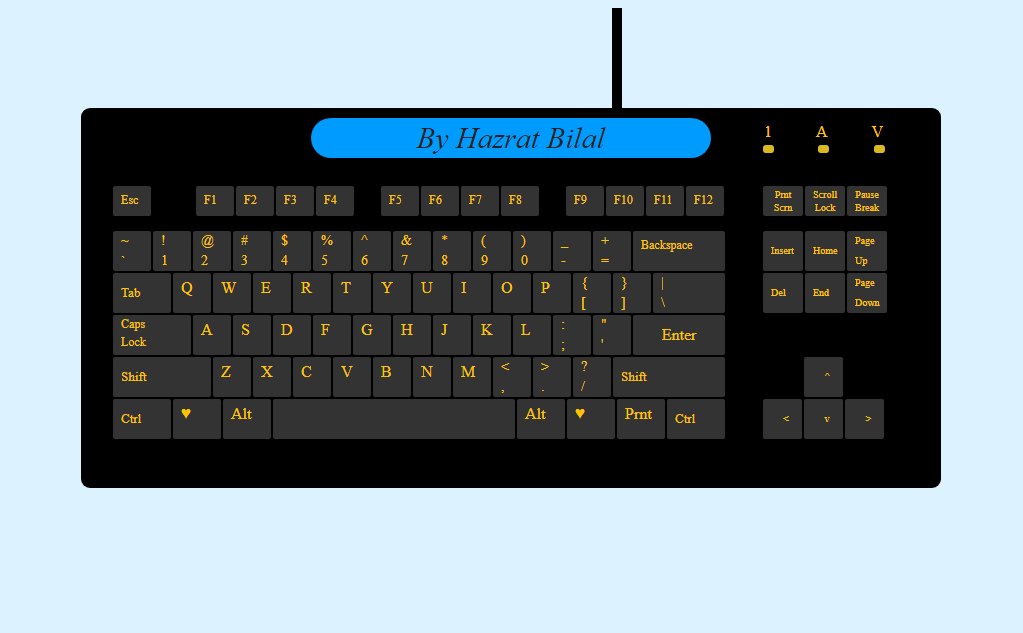 By Hazrat Bilal
1 A V
Esc F1 F2 F3 F4 F5 F6 F7 F8 F9 F10 F11 F12 Prnt Scrn Scroll Lock Pause Break
~ ! @ # $ % ^ & * ( ) _ + Backspace
` 1 2 3 4 5 6 7 8 9 0 - =
Insert Home Page Up
Tab Q W E R T Y U I O P { } |
[ ] \
Del End Page Down
Caps Lock A S D F G H J K L : " Enter
; '
Shift Z X C V B N M < > ? Shift ^
, . /
Ctrl ♥ Alt Alt ♥ Prnt Ctrl < v >